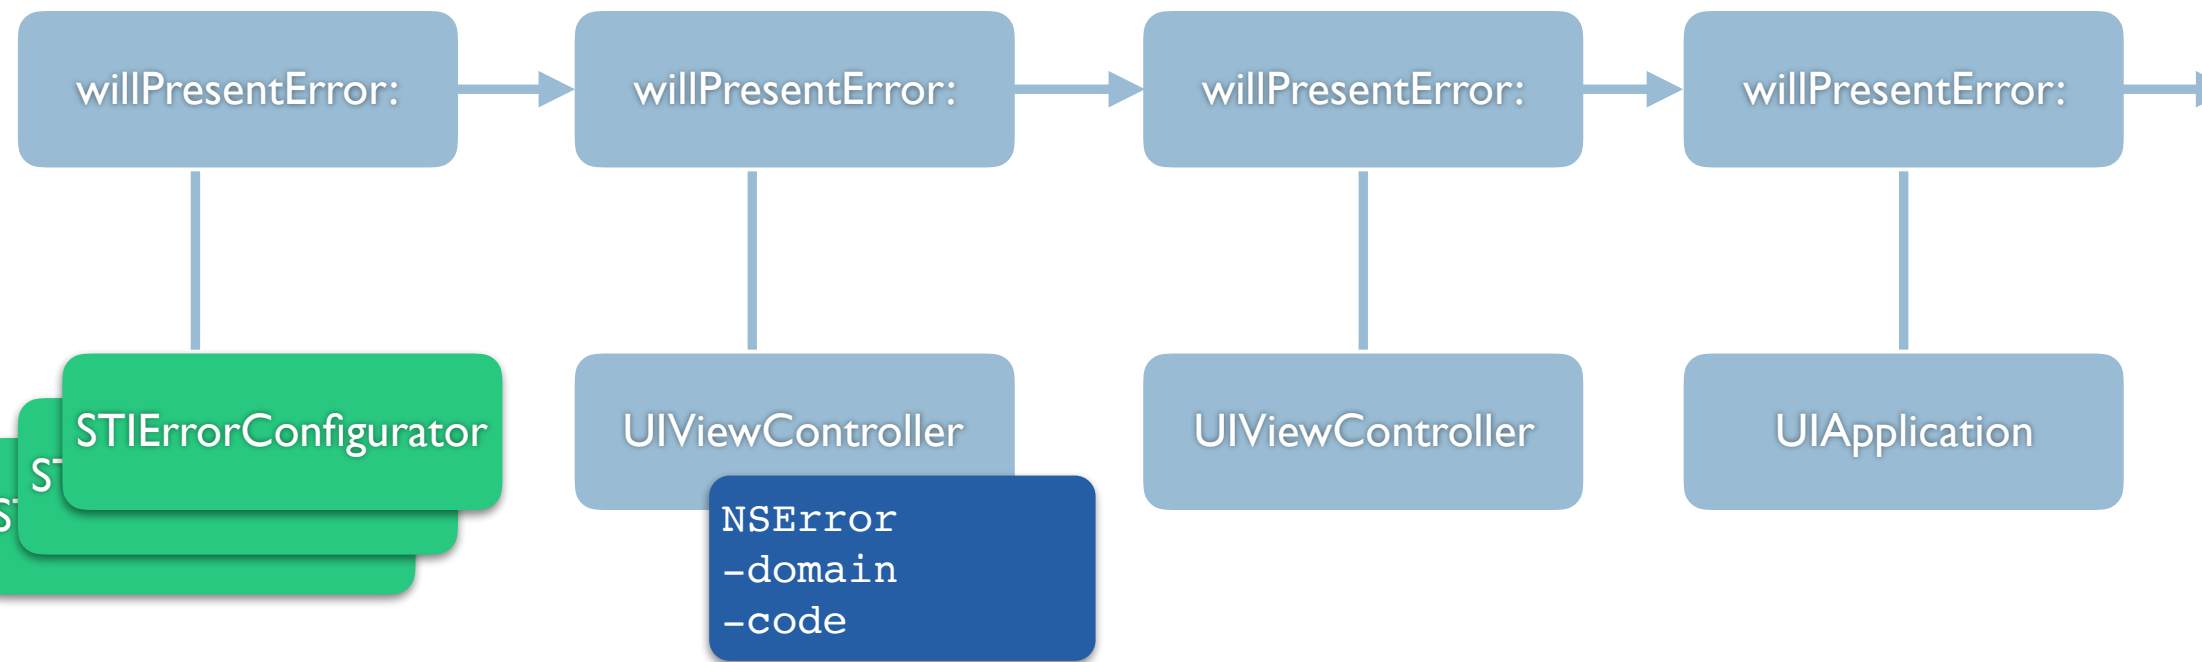 willPresentError:
willPresentError:
willPresentError:
willPresentError:
STIErrorConfigurator
UIViewController
UIViewController
UIApplication
NSError
-domain
-code